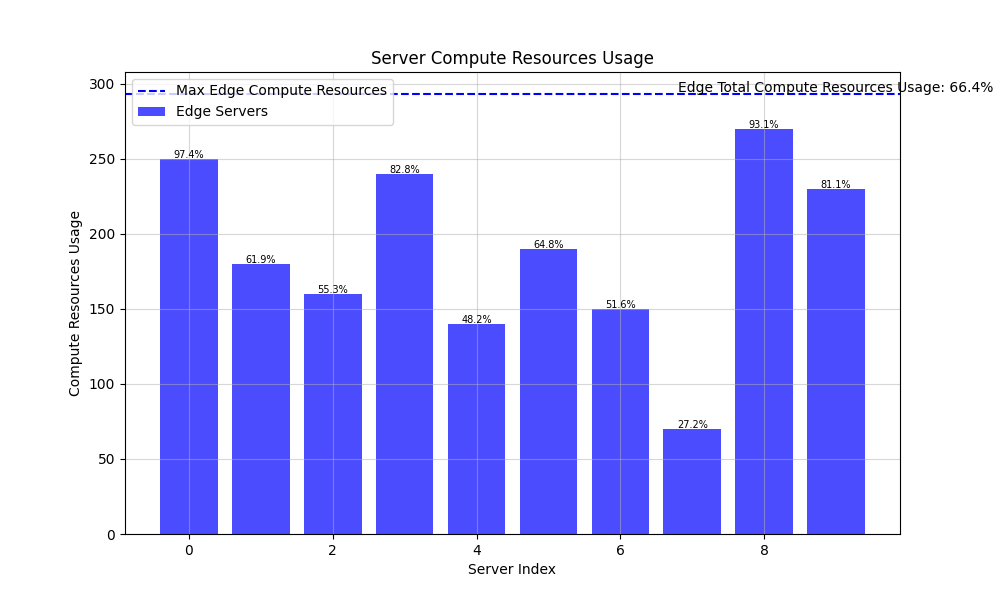 Server Compute Resources Usage
Max Edge Compute Resources
Edge Servers
Edge Total Compute Resources Usage: 66.4%
Compute Resources Usage
300
250
200
150
100
50
0
97.4%
61.9%
55.3%
82.8%
48.2%
64.8%
51.6%
27.2%
93.1%
81.1%
0 2 4 6 8
Server Index